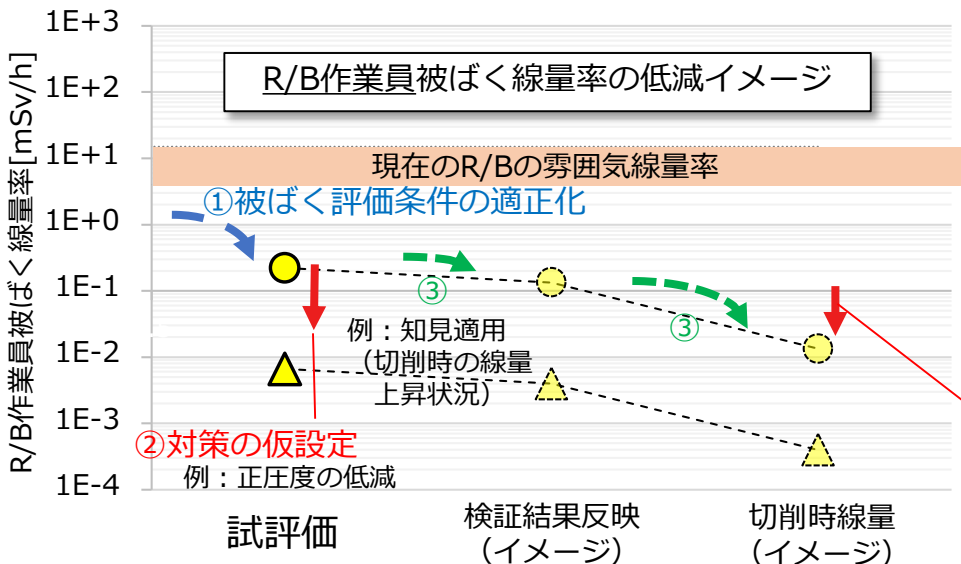 R/B作業員被ばく線量率の低減イメージ
R/B作業員被ばく線量率[mSv/h]
1E+3
1E+2
1E+1
1E+0
1E-1
1E-2
1E-3
1E-4
現在のR/Bの雰囲気線量率
①被ばく評価条件の適正化
③
③
例：知見適用
（切削時の線量
上昇状況）
②対策の仮設定
例：正圧度の低減
試評価
検証結果反映
（イメージ）
切削時線量
（イメージ）